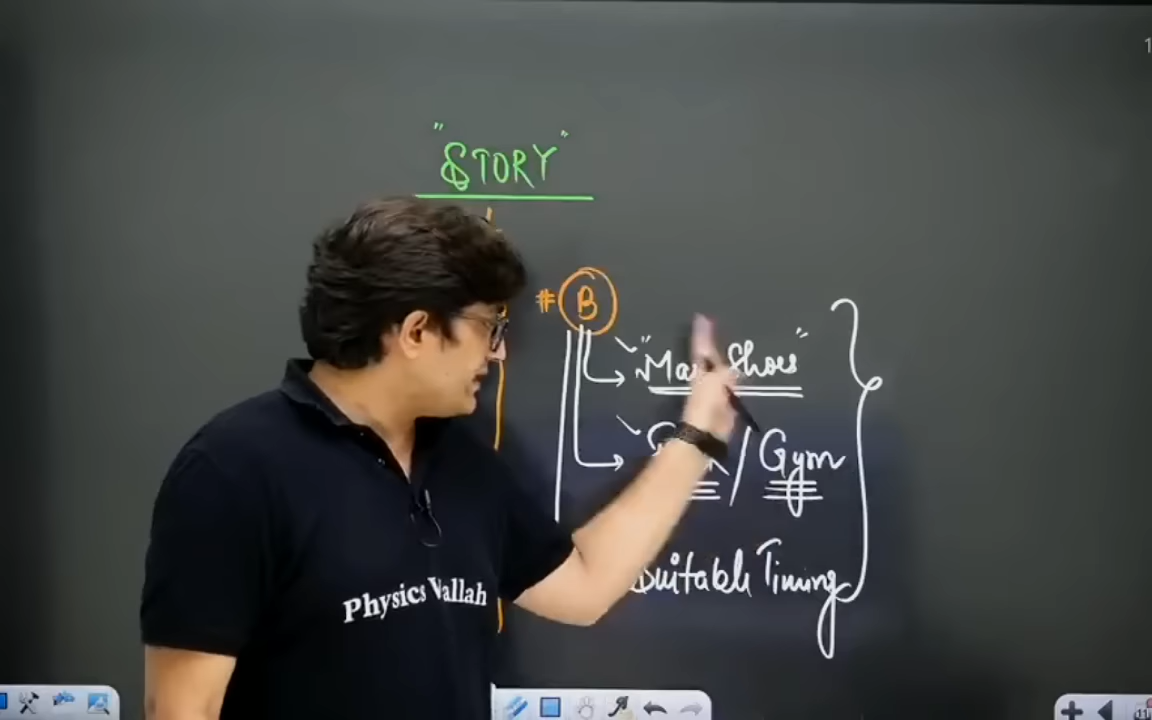 "STORY"
# B
Shoes"
/ Gym
Suitable Timing
Physics Wallah